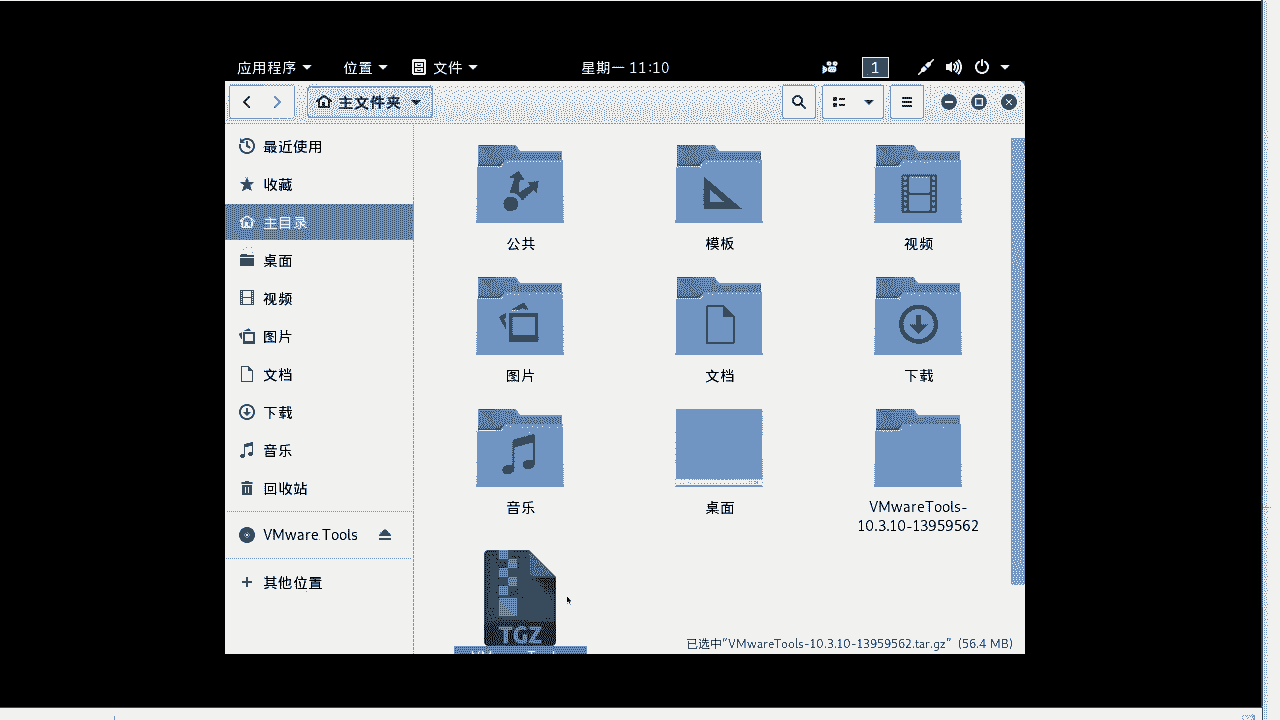 应用程序 位置 文件 星期一 11:10 1
主文件夹
最近使用
收藏
主目录
桌面
视频
图片
文档
下载
音乐
回收站
VMware Tools
其他位置
公共 模板 视频
图片 文档 下载
音乐 桌面 VMwareTools-
10.3.10-13959562
TGZ
已选中"VMwareTools-10.3.10-13959562.tar.gz" (56.4 MB)